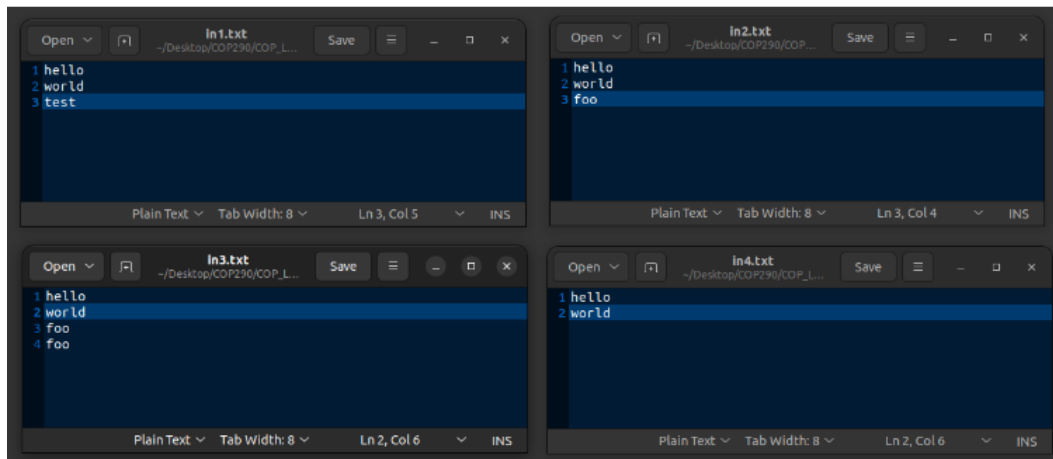 Open in1.txt Save
~/Desktop/COP290/COP_L...
1 hello
2 world
3 test
Plain Text Tab Width: 8 Ln 3, Col 5 INS
Open in2.txt Save
~/Desktop/COP290/COP...
1 hello
2 world
3 foo
Plain Text Tab Width: 8 Ln 3, Col 4 INS
Open in3.txt Save
~/Desktop/COP290/COP_L...
1 hello
2 world
3 foo
4 foo
Plain Text Tab Width: 8 Ln 2, Col 6 INS
Open in4.txt Save
~/Desktop/COP290/COP_L...
1 hello
2 world
Plain Text Tab Width: 8 Ln 2, Col 6 INS